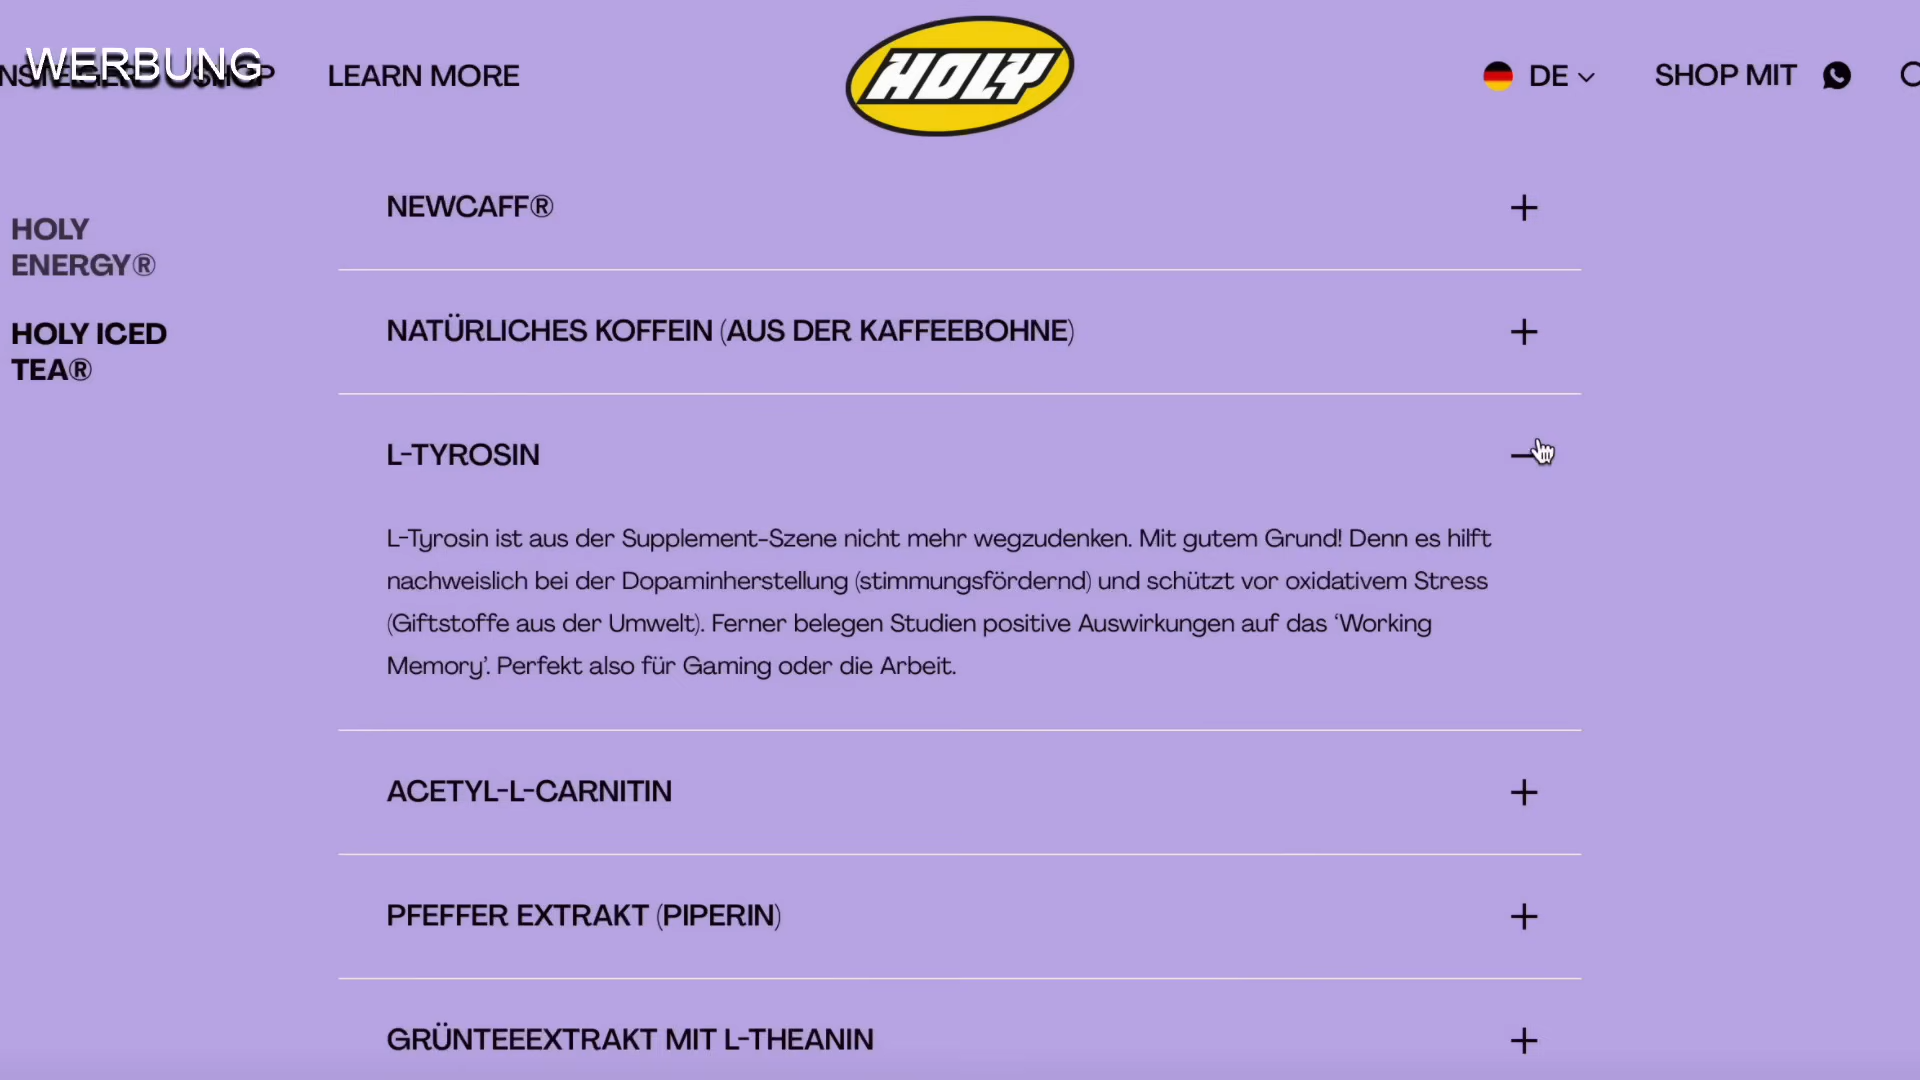 WERBUNG
SHOP
LEARN MORE
HOLY
DE
SHOP MIT
HOLY
ENERGY®
HOLY ICED
TEA®
NEWCAFF®
NATÜRLICHES KOFFEIN (AUS DER KAFFEEBOHNE)
L-TYROSIN
L-Tyrosin ist aus der Supplement-Szene nicht mehr wegzudenken. Mit gutem Grund! Denn es hilft
nachweislich bei der Dopaminherstellung (stimmungsfördernd) und schützt vor oxidativem Stress
(Giftstoffe aus der Umwelt). Ferner belegen Studien positive Auswirkungen auf das ‘Working
Memory’. Perfekt also für Gaming oder die Arbeit.
ACETYL-L-CARNITIN
PFEFFER EXTRAKT (PIPERIN)
GRÜNTEEEXTRAKT MIT L-THEANIN